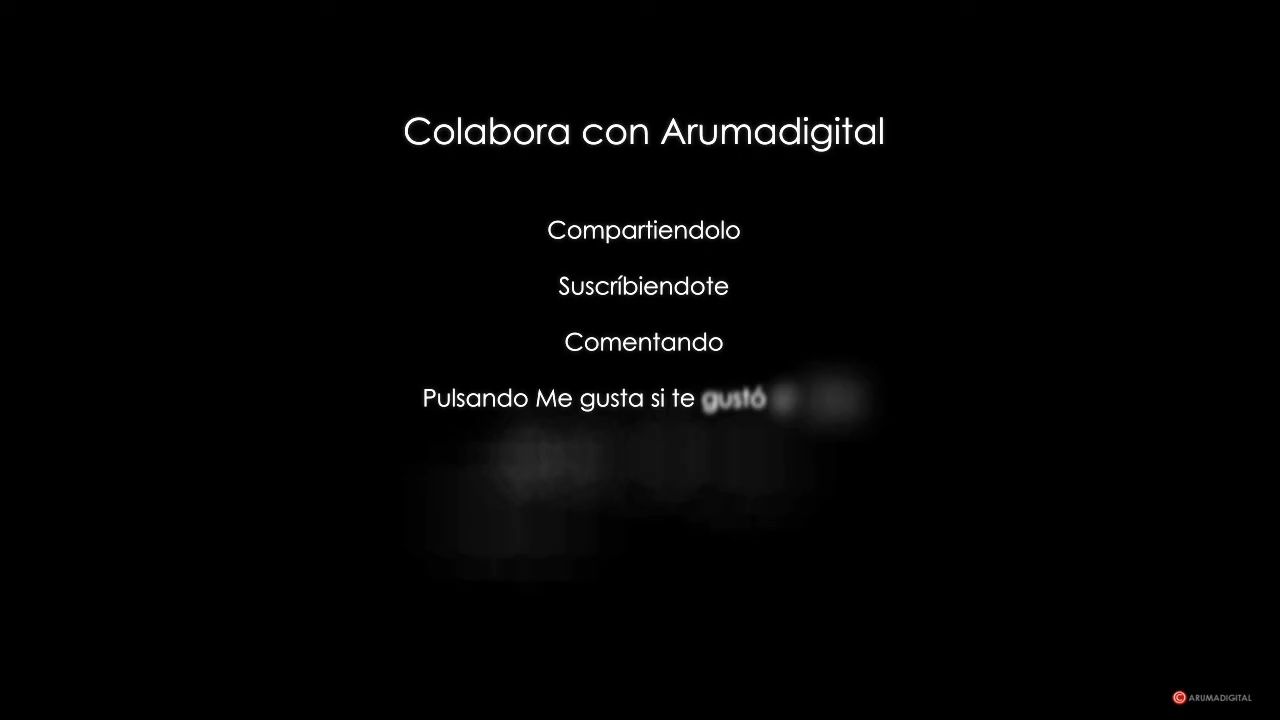 Colabora con Arumadigital
Compartiendolo
Suscríbiendote
Comentando
Pulsando Me gusta si te gustó
© ARUMADIGITAL